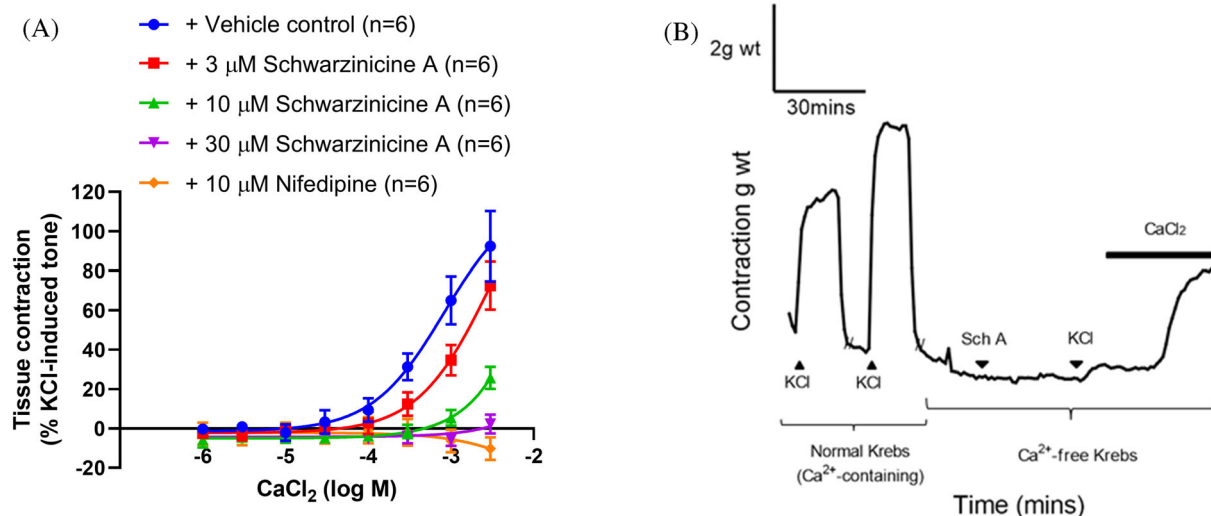 (A)
+ Vehicle control (n=6)
+ 3 μM Schwarzinicine A (n=6)
+ 10 μM Schwarzinicine A (n=6)
+ 30 μM Schwarzinicine A (n=6)
+ 10 μM Nifedipine (n=6)
Tissue contraction
(% KCl-induced tone)
120
100
80
60
40
20
0
-20
-6
-5
-4
-3
-2
CaCl2 (log M)
(B)
2g wt
30mins
Contraction g wt
CaCl2
Sch A
KCl
KCl
KCl
Normal Krebs
(Ca2+-containing)
Ca2+-free Krebs
Time (mins)